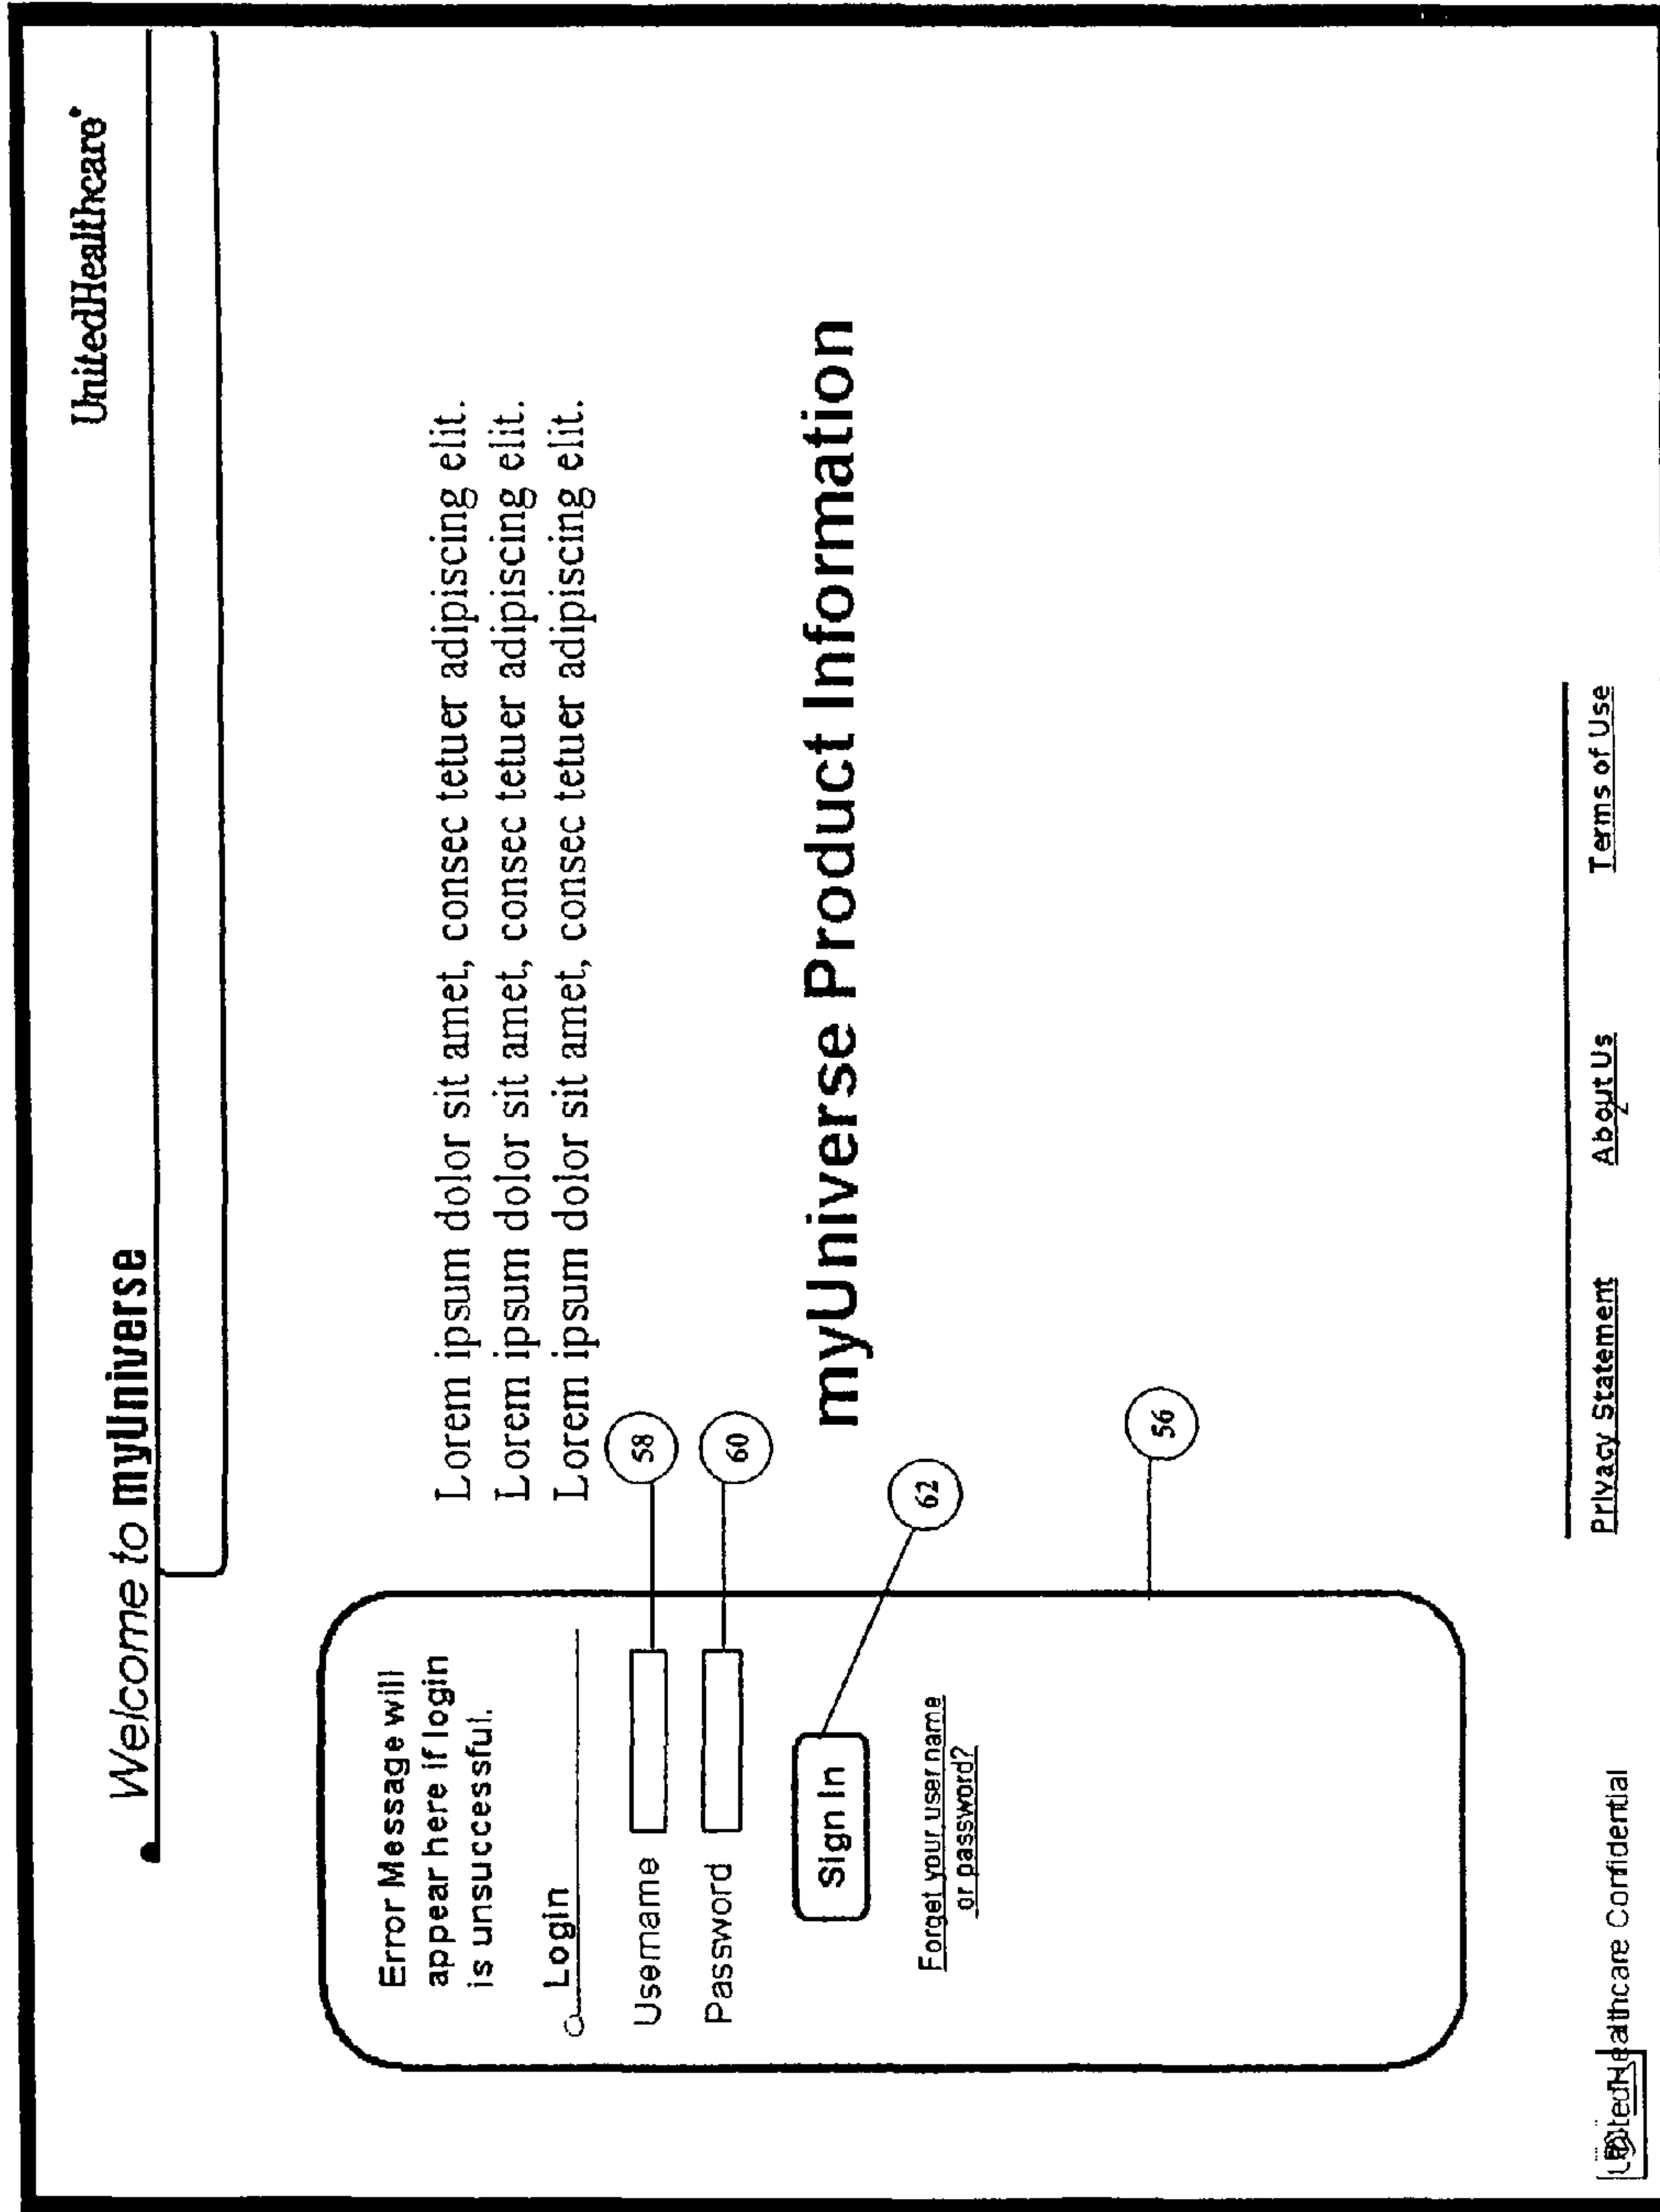 UnitedHealthcare
Welcome to myUniverse
Error Message will
appear here if login
is unsuccessful.
Login
Username
Password
Sign In
Forget your username
or password?
58
60
62
56
Lorem ipsum dolor sit amet, consec tetuer adipiscing elit.
Lorem ipsum dolor sit amet, consec tetuer adipiscing elit.
Lorem ipsum dolor sit amet, consec tetuer adipiscing elit.
myUniverse Product Information
Privacy Statement About Us Terms of Use
UnitedHealthcare Confidential